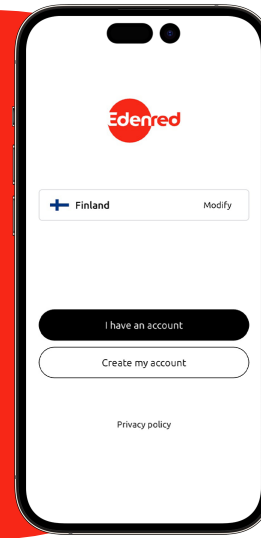 Edenred
Finland Modify
I have an account
Create my account
Privacy policy